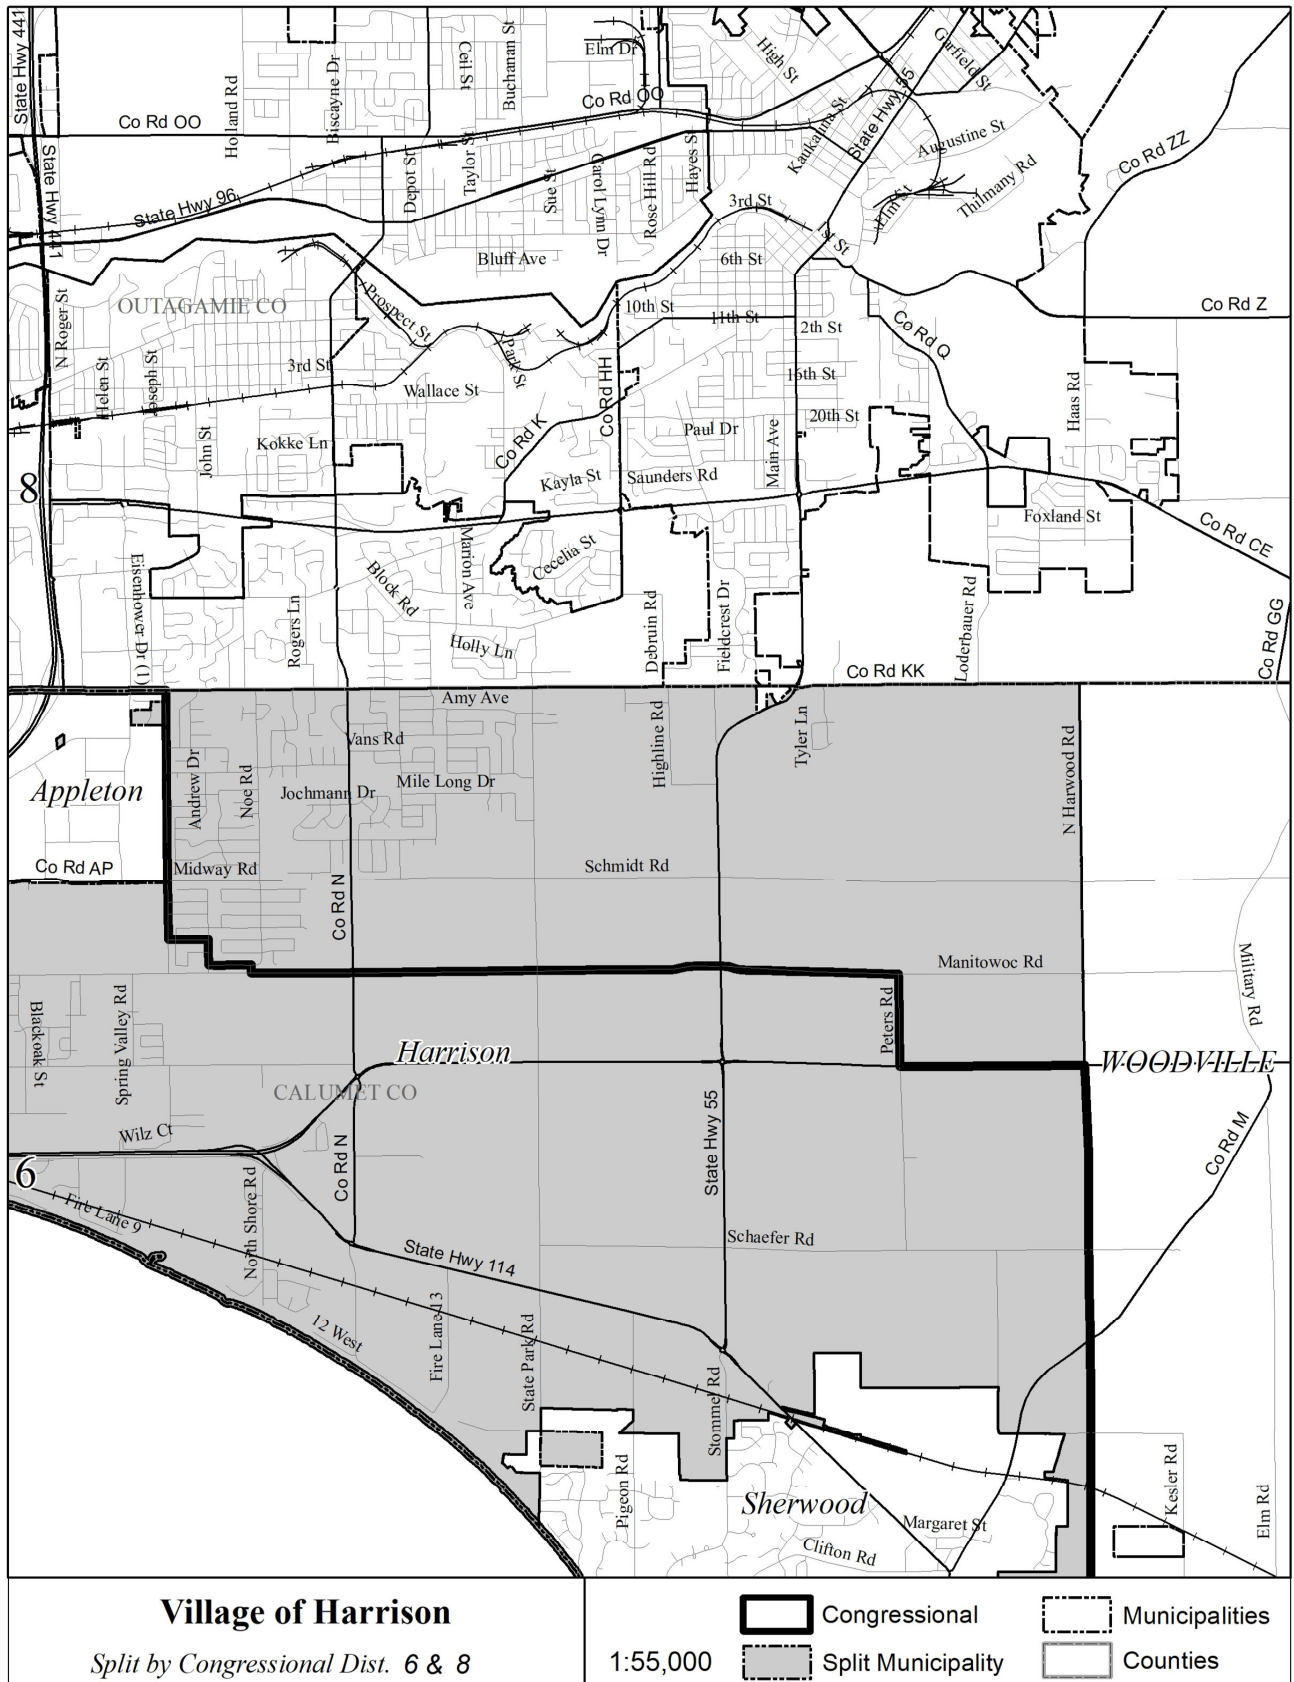 State Hwy 441
Holland Rd
Biscayne Dr
Ceil St
Buchanan St
Elm Dr
High St
Garfield St
Co Rd OO
Co Rd OO
State Hwy 55
Kaukauna St
Augustine St
Co Rd ZZ
State Hwy 441
Depot St
Taylor St
Sue St
Carol Lynn Dr
Rose Hill Rd
Hayes St
Elm St
Thilmany Rd
State Hwy 96
3rd St
1st St
Bluff Ave
6th St
OUTAGAMIE CO
N Roger St
Prospect St
10th St
11th St
2th St
Co Rd Z
Co Rd Q
Helen St
Joseph St
3rd St
Park St
Wallace St
Co Rd HH
16th St
Haas Rd
20th St
John St
Kokke Ln
Co Rd K
Paul Dr
Main Ave
8
Kayla St
Saunders Rd
Foxland St
Co Rd CE
Eisenhower Dr (1)
Block Rd
Marion Ave
Cecelia St
Rogers Ln
Holly Ln
Debruin Rd
Fieldcrest Dr
Loderbauer Rd
Co Rd GG
Co Rd KK
Amy Ave
Vans Rd
Highline Rd
Tyler Ln
N Harwood Rd
Appleton
Andrew Dr
Noe Rd
Jochmann Dr
Mile Long Dr
Co Rd AP
Midway Rd
Schmidt Rd
Co Rd N
Manitowoc Rd
Military Rd
Blackoak St
Spring Valley Rd
Peters Rd
Harrison
WOODVILLE
CALUMET CO
Wilz Ct
Co Rd N
State Hwy 55
Co Rd M
6
Fire Lane 9
North Shore Rd
Schaefer Rd
State Hwy 114
12 West
Fire Lane 13
State Park Rd
Stommel Rd
Pigeon Rd
Sherwood
Margaret St
Clifton Rd
Kesler Rd
Elm Rd
Village of Harrison
Split by Congressional Dist. 6 & 8
1:55,000
Congressional
Municipalities
Split Municipality
Counties